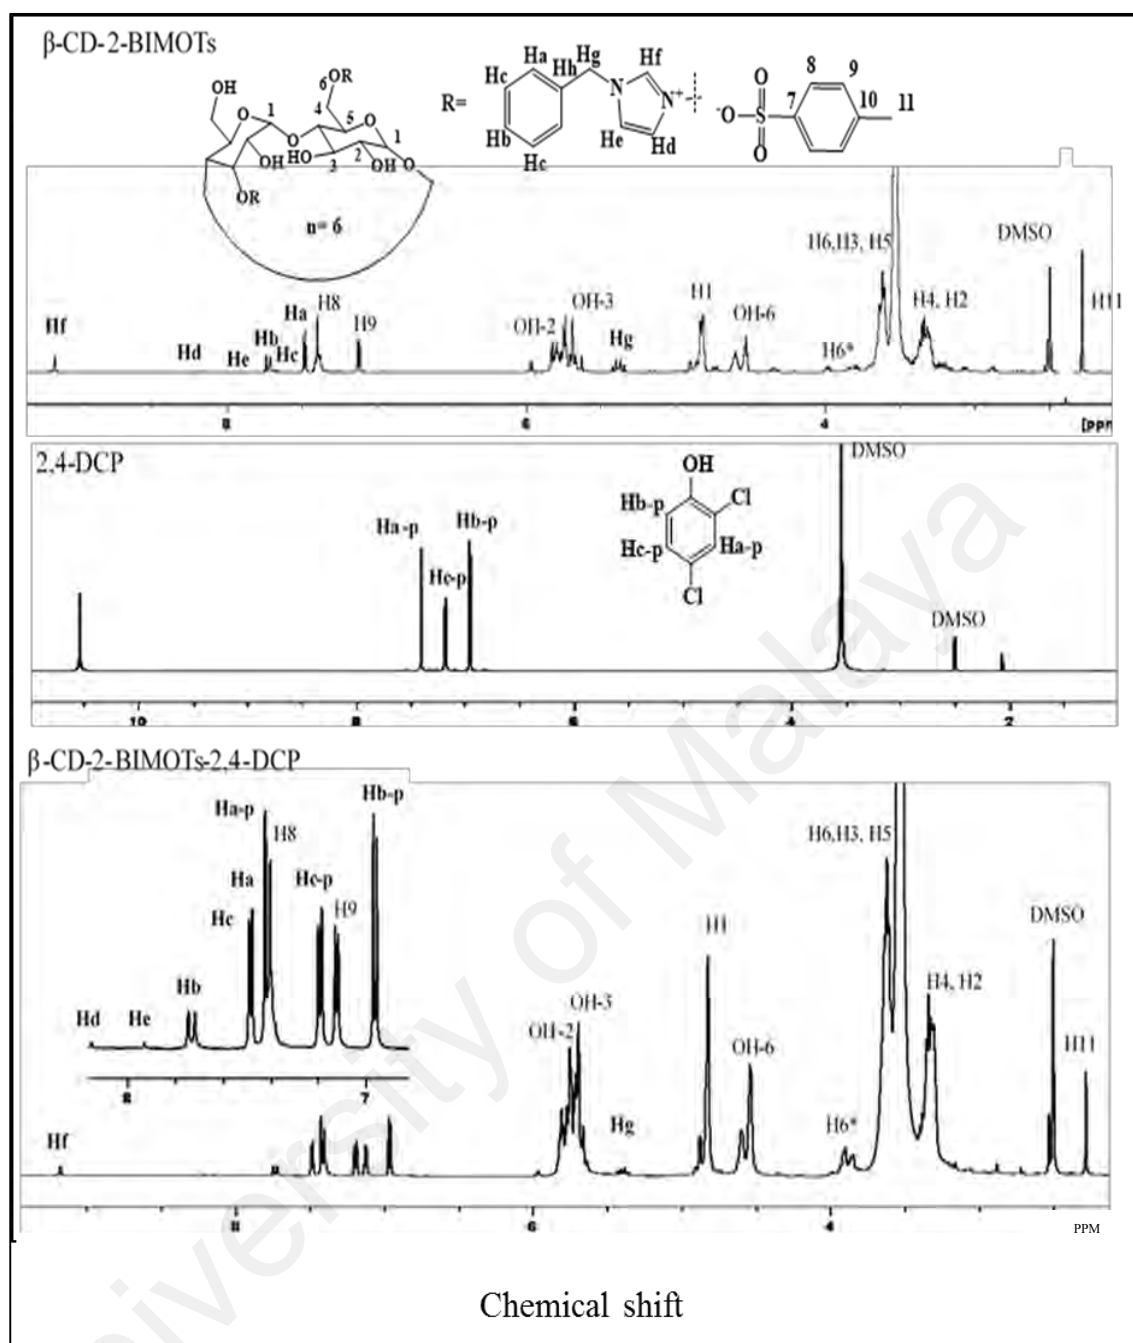 β-CD-2-BIMOTs
Ha
Hg
Hf
Hh
Hc
R=
N
N+
Hb
He
Hd
Hc
8
9
O
7
10
11
-O
S
O
OH
6
OR
4
5
O
1
O
O
1
HO
2
OH
3
OH
O
OR
n= 6
Hf
Hd
He
Hb
Hc
Ha
H8
H9
OH-2
OH-3
Hg
H1
OH-6
H6*
H6,H3, H5
H4, H2
DMSO
H11
8
6
4
[ppm
2,4-DCP
Ha-p
Hc-p
Hb-p
OH
Hb-p
Cl
Hc-p
Ha-p
Cl
DMSO
DMSO
10
8
6
4
2
β-CD-2-BIMOTs-2,4-DCP
Hd
He
Hb
Hc
Ha
Ha-p
H8
Hc-p
H9
Hb-p
8
7
Hf
OH-2
OH-3
Hg
H1
OH-6
H6*
H6,H3, H5
H4, H2
DMSO
H11
8
6
4
PPM
Chemical shift
University of Malaya